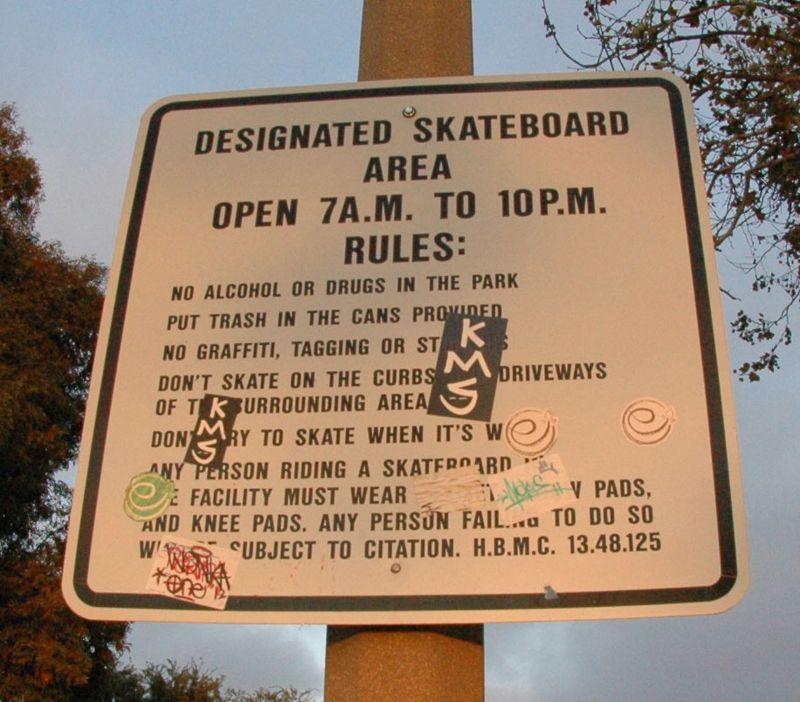 DESIGNATED SKATEBOARD
AREA
OPEN 7A.M. TO 10P.M.
RULES:
NO ALCOHOL OR DRUGS IN THE PARK
PUT TRASH IN THE CANS PROVIDED
NO GRAFFITI, TAGGING OR
KMS
DON'T SKATE ON THE CURBS DRIVEWAYS
OF SURROUNDING AREA
KMS
TO SKATE WHEN IT'S
ANY PERSON RIDING A SKATEBOARD
FACILITY MUST WEAR PADS,
AND KNEE PADS. ANY PERSON FAILING TO DO SO
SUBJECT TO CITATION. H.B.M.C. 13.48.125
one